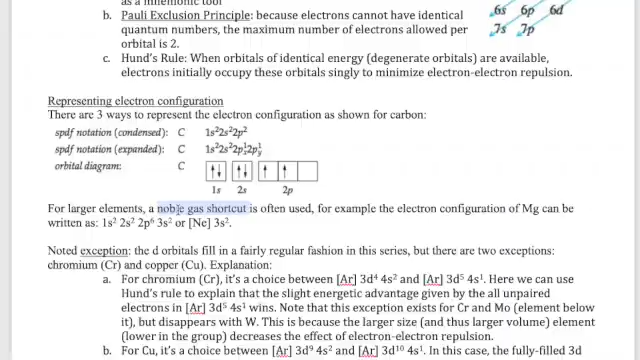 as a mnemonic tool
6s 6p 6d
b. Pauli Exclusion Principle: because electrons cannot have identical
7s 7p
quantum numbers, the maximum number of electrons allowed per
orbital is 2.
c. Hund's Rule: When orbitals of identical energy (degenerate orbitals) are available,
electrons initially occupy these orbitals singly to minimize electron-electron repulsion.
Representing electron configuration
There are 3 ways to represent the electron configuration as shown for carbon:
spdf notation (condensed): C 1s²2s²2p²
spdf notation (expanded): C 1s²2s²2pₓ¹2pᵧ¹
orbital diagram: C
1s 2s 2p
For larger elements, a noble gas shortcut is often used, for example the electron configuration of Mg can be
written as: 1s² 2s² 2p⁶ 3s² or [Ne] 3s².
Noted exception: the d orbitals fill in a fairly regular fashion in this series, but there are two exceptions:
chromium (Cr) and copper (Cu). Explanation:
a. For chromium (Cr), it's a choice between [Ar] 3d⁴ 4s² and [Ar] 3d⁵ 4s¹. Here we can use
Hund's rule to explain that the slight energetic advantage given by the all unpaired
electrons in [Ar] 3d⁵ 4s¹ wins. Note that this exception exists for Cr and Mo (element below
it), but disappears with W. This is because the larger size (and thus larger volume) element
(lower in the group) decreases the effect of electron-electron repulsion.
b. For Cu, it's a choice between [Ar] 3d⁹ 4s² and [Ar] 3d¹⁰ 4s¹. In this case, the fully-filled 3d